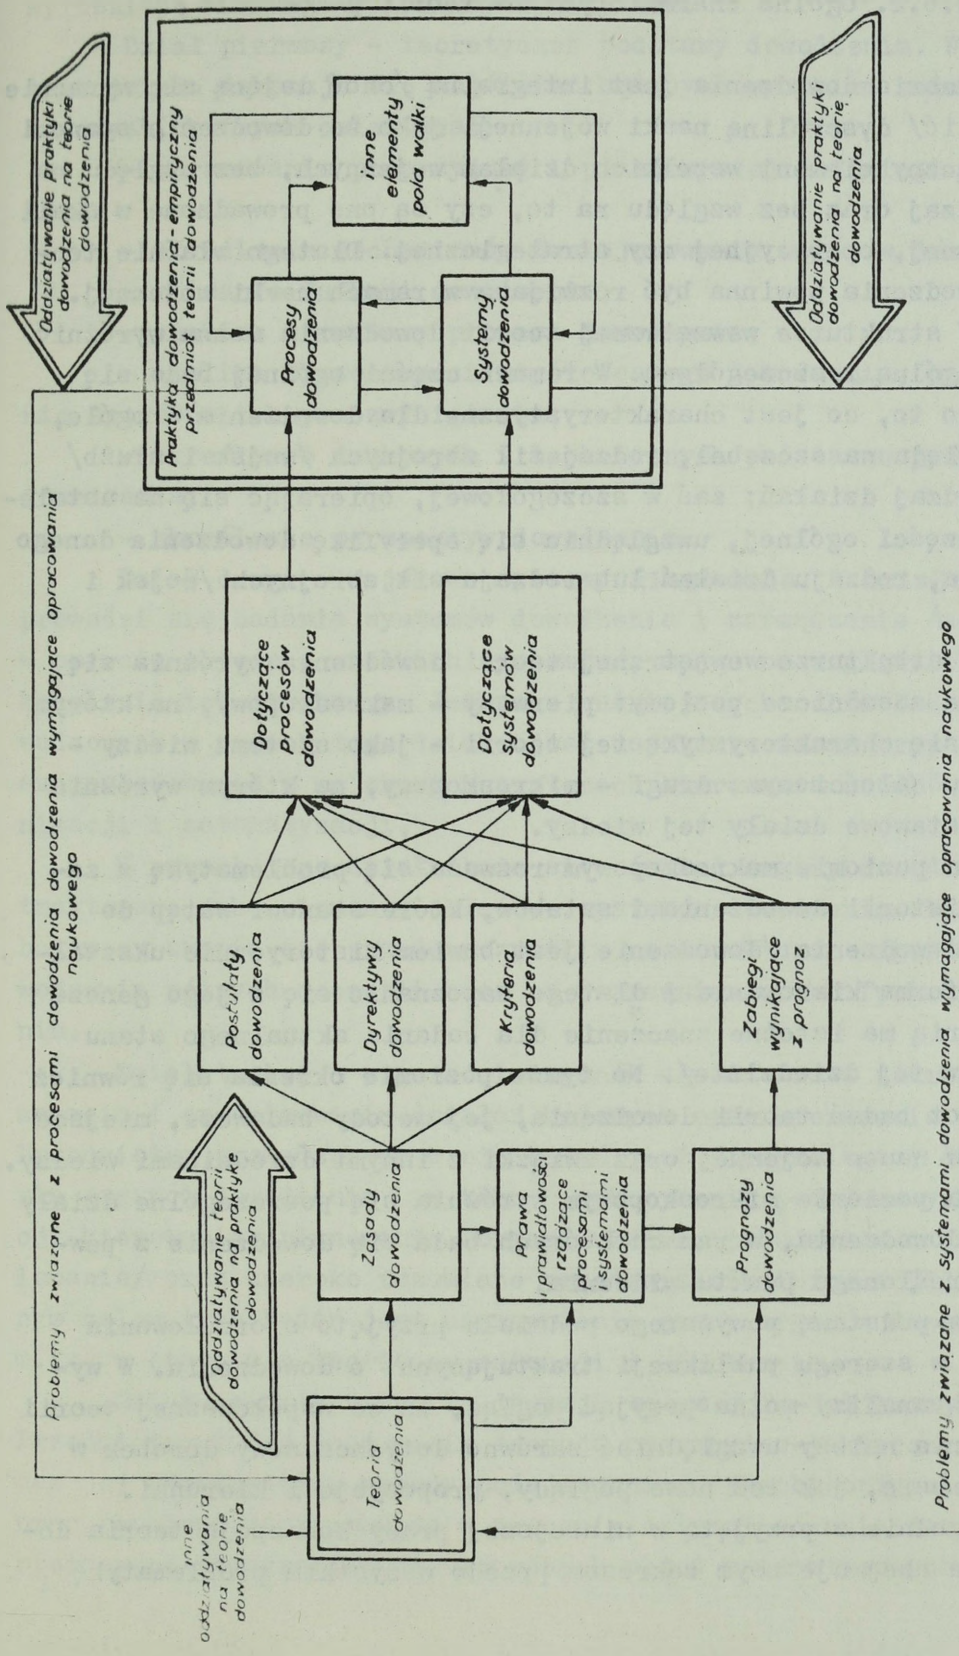 Problemy związane z procesami dowodzenia wymagające opracowania
naukowego
inne
oddziaływania
na teorię
dowodzenia
Oddziaływanie teorii
dowodzenia na praktykę
dowodzenia
Oddziaływanie praktyki
dowodzenia na teorię
dowodzenia
Teoria
dowodzenia
Zasady
dowodzenia
Prawa
i prawidłowości
rządzące
procesami
i systemami
dowodzenia
Prognozy
dowodzenia
Postulaty
dowodzenia
Dyrektywy
dowodzenia
Kryteria
dowodzenia
Zabiegi
wynikające
z prognoz
Dotyczące
procesów
dowodzenia
Dotyczące
systemów
dowodzenia
Praktyka dowodzenia-empiryczny
przedmiot teorii dowodzenia
Procesy
dowodzenia
Systemy
dowodzenia
inne
elementy
pola walki
Oddziaływanie praktyki
dowodzenia na teorię
dowodzenia
Problemy związane z systemami dowodzenia wymagające opracowania naukowego